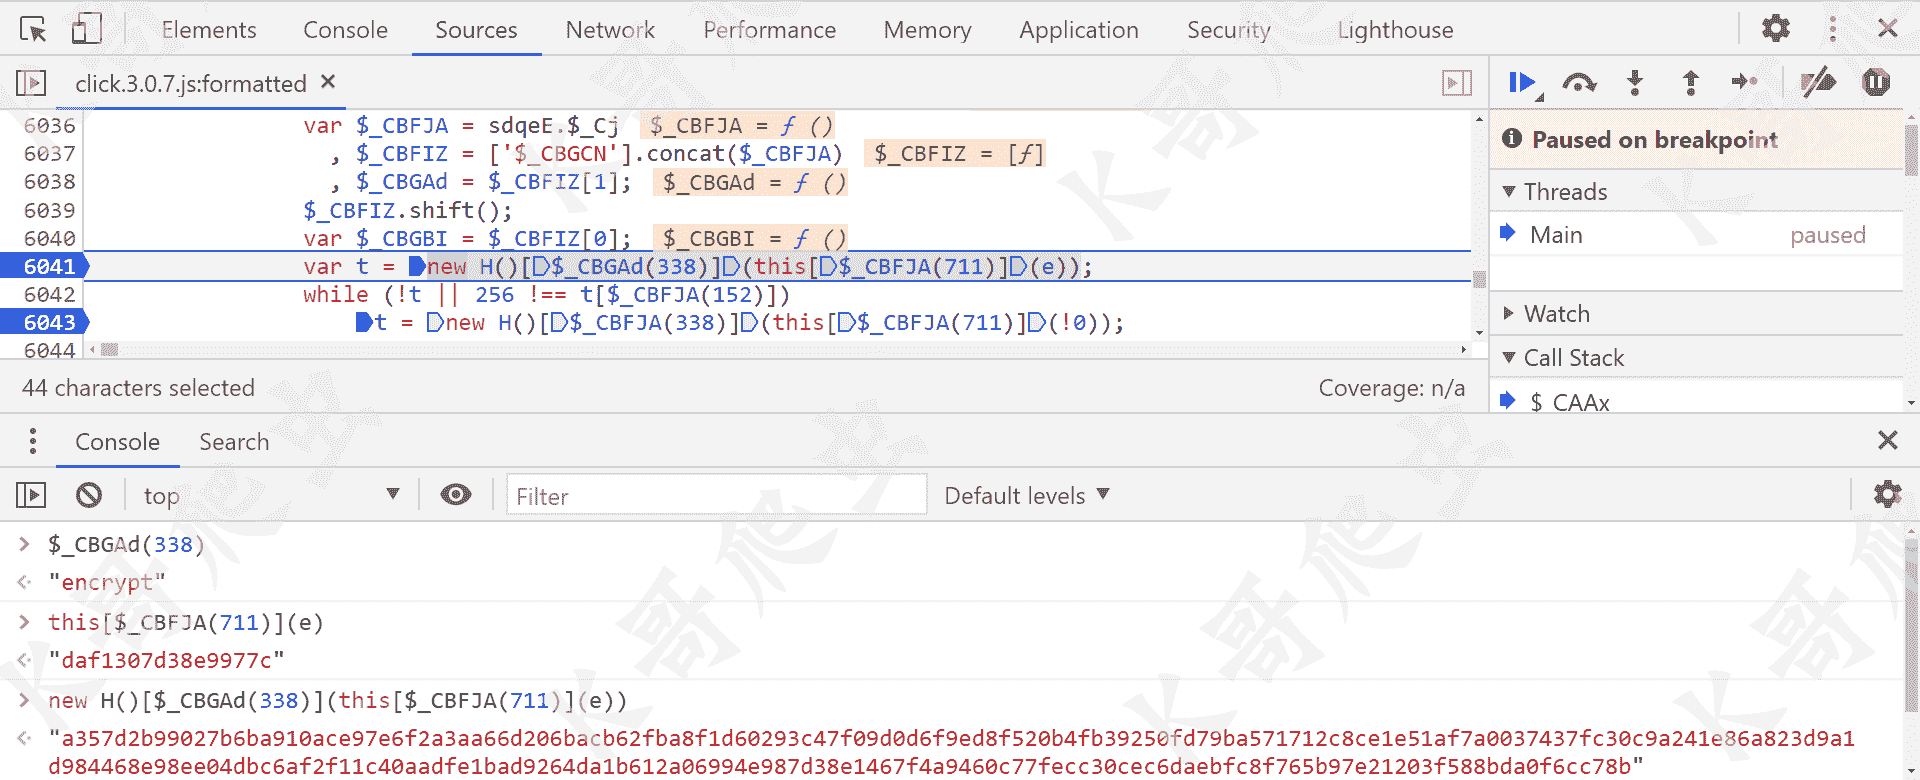 Elements Console Sources Network Performance Memory Application Security Lighthouse
click.3.0.7.js:formatted
6036 var $_CBFJA = sdqeE.$_Cj $_CBFJA = ƒ ()
6037 , $_CBFIZ = ['$_CBGCN'].concat($_CBFJA) $_CBFIZ = [ƒ]
6038 , $_CBGAd = $_CBFIZ[1]; $_CBGAd = ƒ ()
6039 $_CBFIZ.shift();
6040 var $_CBGBI = $_CBFIZ[0]; $_CBGBI = ƒ ()
6041 var t = new H()[$_CBGAd(338)](this[$_CBFJA(711)](e));
6042 while (!t || 256 !== t[$_CBFJA(152)])
6043 t = new H()[$_CBFJA(338)](this[$_CBFJA(711)](!0));
6044
44 characters selected Coverage: n/a
Paused on breakpoint
Threads
Main paused
Watch
Call Stack
$_CAAx
Console Search
top Filter Default levels
> $_CBGAd(338)
"encrypt"
> this[$_CBFJA(711)](e)
"daf1307d38e9977c"
> new H()[$_CBGAd(338)](this[$_CBFJA(711)](e))
"a357d2b99027b6ba910ace97e6f2a3aa66d206bacb62fba8f1d60293c47f09d0d6f9ed8f520b4fb39250fd79ba571712c8ce1e51af7a0037437fc30c9a241e86a823d9a1
d984468e98ee04dbc6af2f11c40aadfe1bad9264da1b612a06994e987d38e1467f4a9460c77fecc30cec6daebfc8f765b97e21203f588bda0f6cc78b"
K哥爬虫